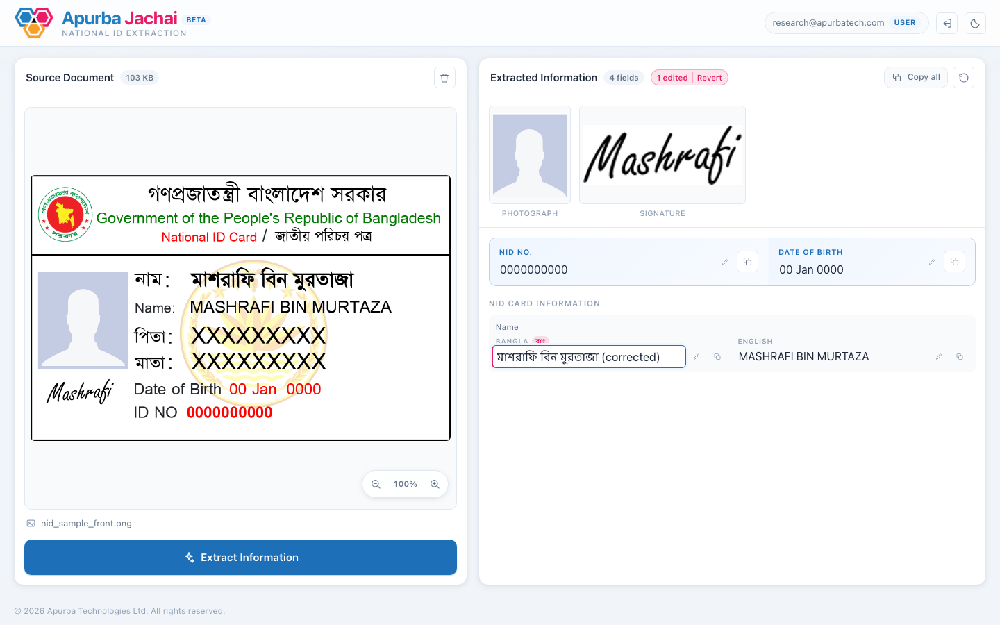 Apurba Jachai BETA
NATIONAL ID EXTRACTION
research@apurbatech.com USER
Source Document 103 KB
গণপ্রজাতন্ত্রী বাংলাদেশ সরকার
Government of the People's Republic of Bangladesh
National ID Card / জাতীয় পরিচয় পত্র
গণপ্রজাতন্ত্রী বাংলাদেশ
সরকার
নাম : মাশরাফি বিন মুরতাজা
Name: MASHRAFI BIN MURTAZA
পিতা : XXXXXXXXX
মাতা : XXXXXXXXX
Mashrafi
Date of Birth 00 Jan 0000
ID NO 0000000000
100%
nid_sample_front.png
Extract Information
Extracted Information 4 fields 1 edited Revert
Copy all
Mashrafi
PHOTOGRAPH SIGNATURE
NID NO.
0000000000
DATE OF BIRTH
00 Jan 0000
NID CARD INFORMATION
Name
BANGLA বাং
মাশরাফি বিন মুরতাজা (corrected)
ENGLISH
MASHRAFI BIN MURTAZA
© 2026 Apurba Technologies Ltd. All rights reserved.